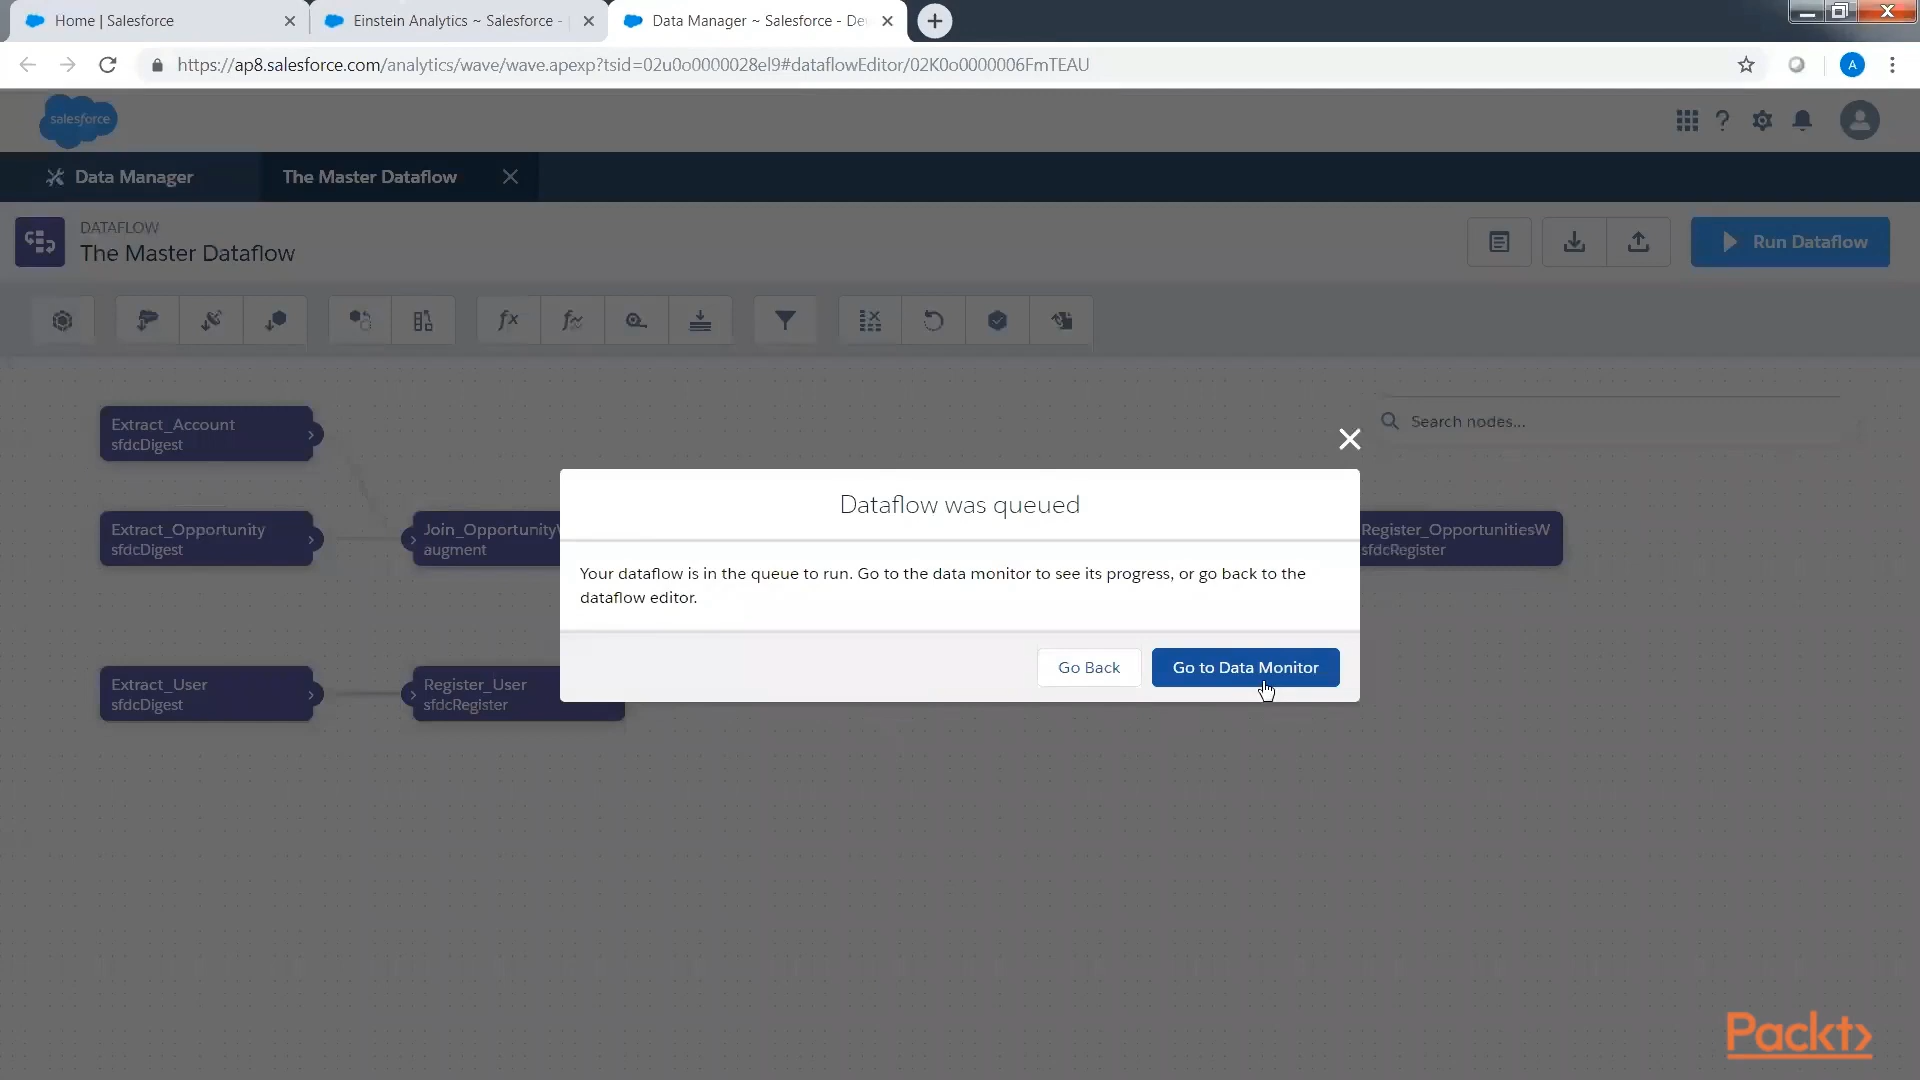 Home | Salesforce
Einstein Analytics ~ Salesforce -
Data Manager ~ Salesforce - De
https://ap8.salesforce.com/analytics/wave/wave.apexp?tsid=02u0o0000028el9#dataflowEditor/02K0o0000006FmTEAU
A
salesforce
Data Manager
The Master Dataflow
DATAFLOW
The Master Dataflow
Run Dataflow
Extract_Account
sfdcDigest
Search nodes...
Dataflow was queued
Extract_Opportunity
sfdcDigest
Join_Opportunity
augment
Register_OpportunitiesW
sfdcRegister
Your dataflow is in the queue to run. Go to the data monitor to see its progress, or go back to the
dataflow editor.
Go Back
Go to Data Monitor
Extract_User
sfdcDigest
Register_User
sfdcRegister
Packt>